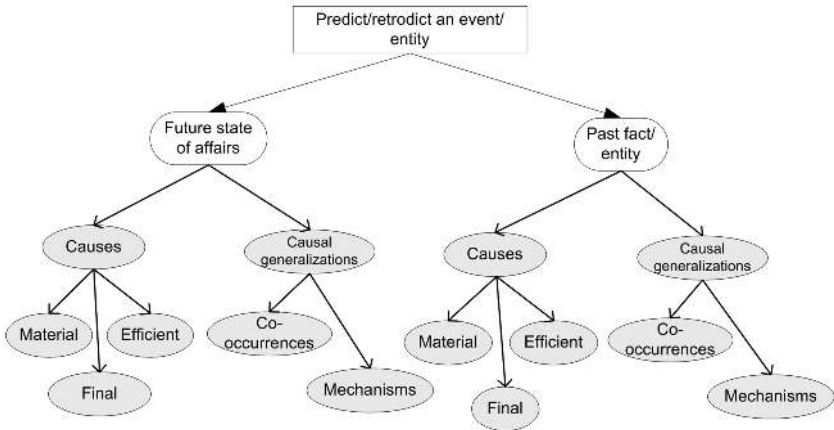 Predict/retrodict an event/
entity
Future state
of affairs
Past fact/
entity
Causes
Causal
generalizations
Causes
Causal
generalizations
Material
Efficient
Co-
occurrences
Material
Efficient
Co-
occurrences
Final
Mechanisms
Final
Mechanisms